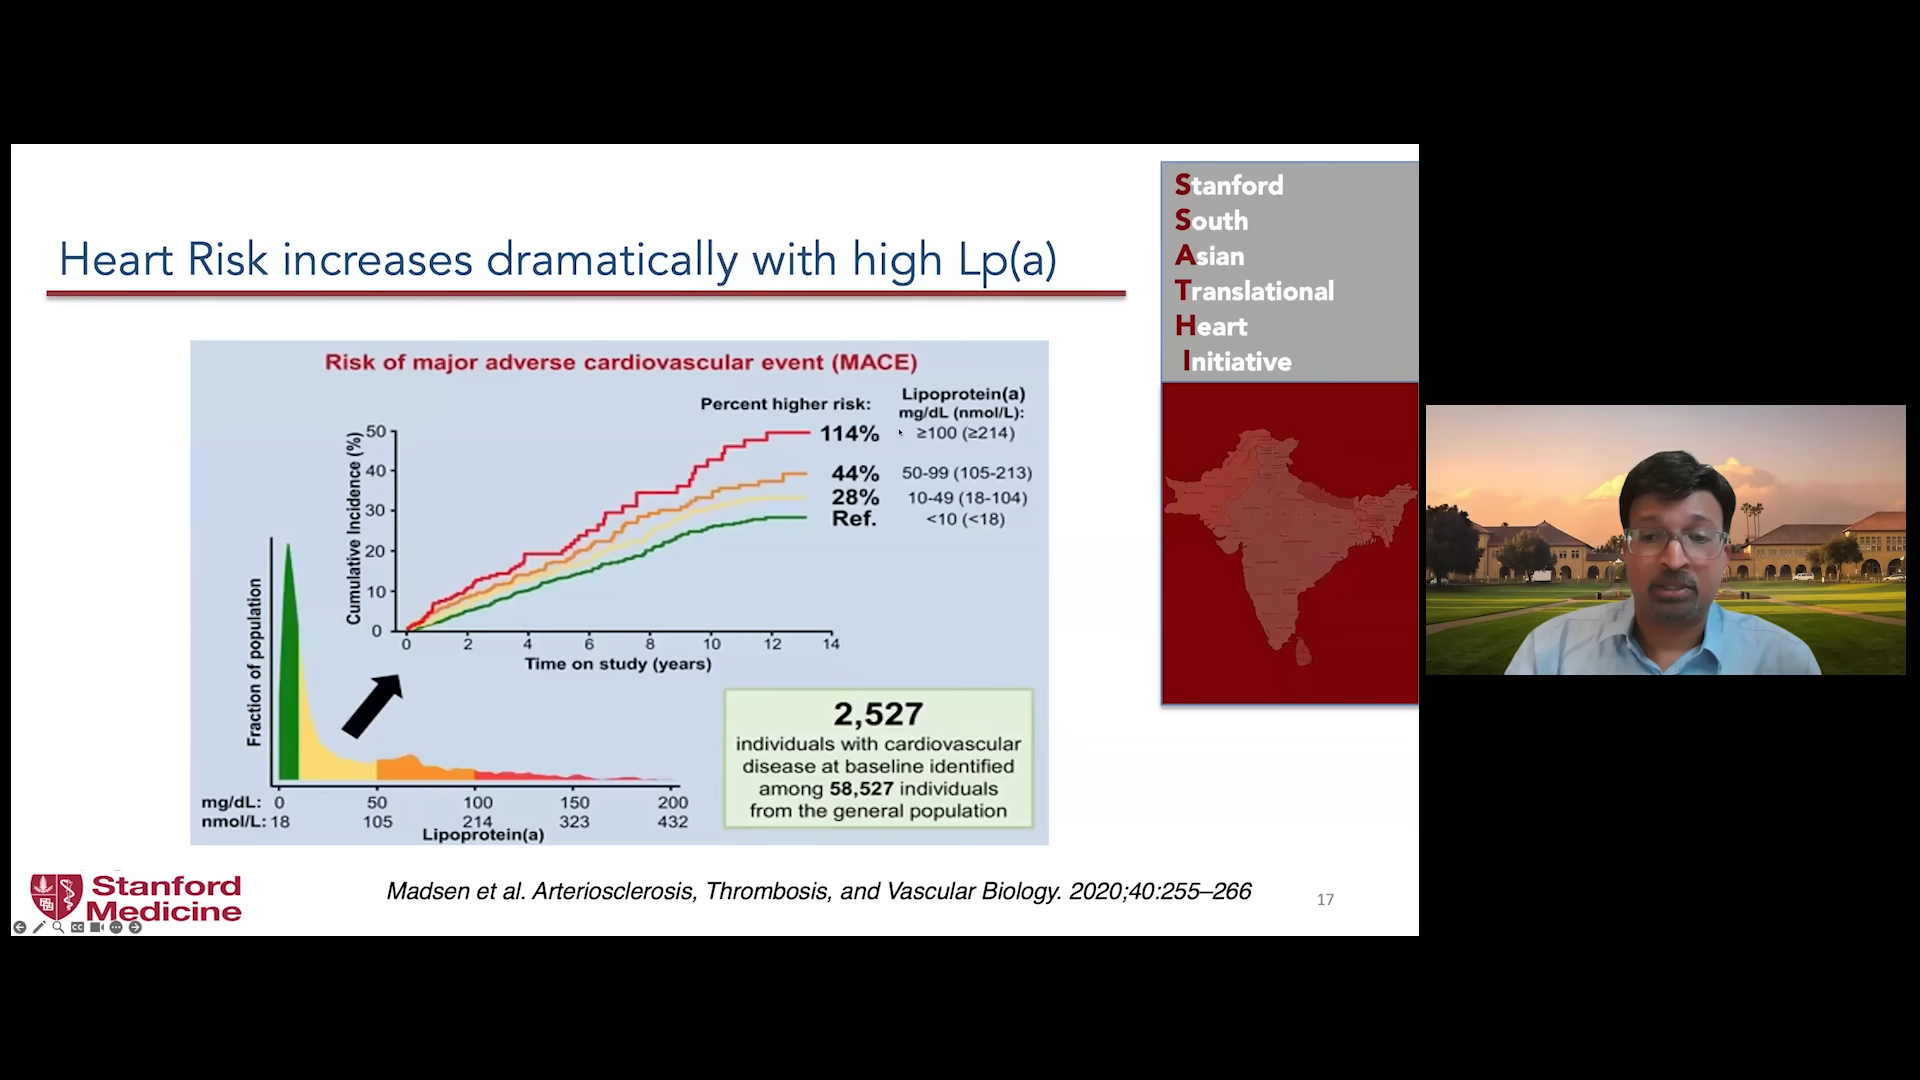 Heart Risk increases dramatically with high Lp(a)
Stanford
South
Asian
Translational
Heart
Initiative
Risk of major adverse cardiovascular event (MACE)
Percent higher risk:
Lipoprotein(a)
mg/dL (nmol/L):
114% ≥100 (≥214)
44% 50-99 (105-213)
28% 10-49 (18-104)
Ref. <10 (<18)
Cumulative Incidence (%)
50
40
30
20
10
0
0 2 4 6 8 10 12 14
Time on study (years)
Fraction of population
mg/dL: 0 50 100 150 200
nmol/L: 18 105 214 323 432
Lipoprotein(a)
2,527
individuals with cardiovascular
disease at baseline identified
among 58,527 individuals
from the general population
Stanford
Medicine
Madsen et al. Arteriosclerosis, Thrombosis, and Vascular Biology. 2020;40:255–266
17
CC